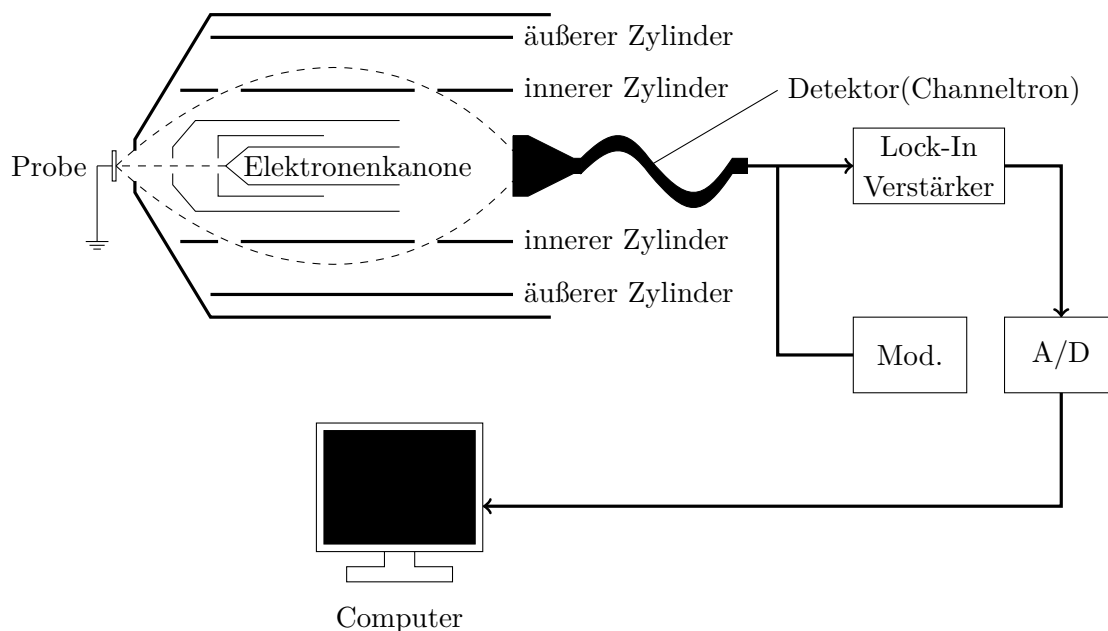 äußerer Zylinder
innerer Zylinder
Detektor(Channeltron)
Probe
Elektronenkanone
Lock-In
Verstärker
innerer Zylinder
äußerer Zylinder
Mod.
A/D
Computer